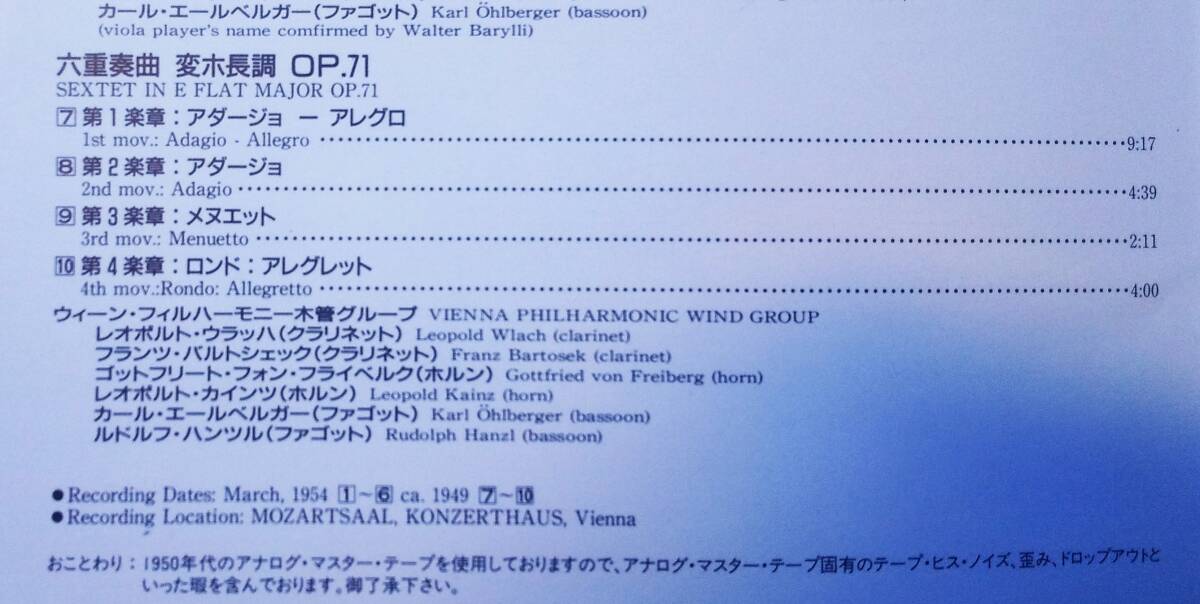 カール・エールベルガー(ファゴット) Karl Öhlberger (bassoon)
(viola player's name comfirmed by Walter Barylli)
六重奏曲 変ホ長調 OP.71
SEXTET IN E FLAT MAJOR OP.71
7 第1楽章:アダージョ ー アレグロ
1st mov.: Adagio - Allegro 9:17
8 第2楽章:アダージョ
2nd mov.: Adagio 4:39
9 第3楽章:メヌエット
3rd mov.: Menuetto 2:11
10 第4楽章:ロンド:アレグレット
4th mov.:Rondo: Allegretto 4:00
ウィーン・フィルハーモニー木管グループ VIENNA PHILHARMONIC WIND GROUP
レオポルト・ウラッハ(クラリネット) Leopold Wlach (clarinet)
フランツ・バルトシェック(クラリネット) Franz Bartosek (clarinet)
ゴットフリート・フォン・フライベルク(ホルン) Gottfried von Freiberg (horn)
レオポルト・カインツ(ホルン) Leopold Kainz (horn)
カール・エールベルガー(ファゴット) Karl Öhlberger (bassoon)
ルドルフ・ハンツル(ファゴット) Rudolph Hanzl (bassoon)
●Recording Dates: March, 1954 1~6 ca. 1949 7~10
●Recording Location: MOZARTSAAL, KONZERTHAUS, Vienna
おことわり:1950年代のアナログ・マスター・テープを使用しておりますので、アナログ・マスター・テープ固有のテープ・ヒス・ノイズ、歪み、ドロップアウトと
いった瑕を含んでおります。御了承下さい。